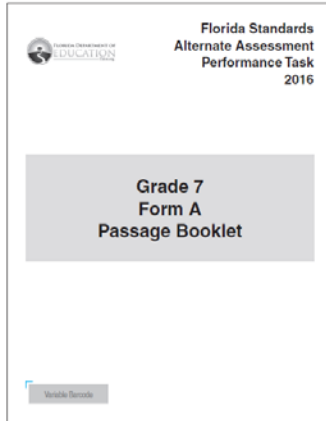 FLORIDA DEPARTMENT OF
EDUCATION
Florida Standards
Alternate Assessment
Performance Task
2016
Grade 7
Form A
Passage Booklet
Variable Barcode